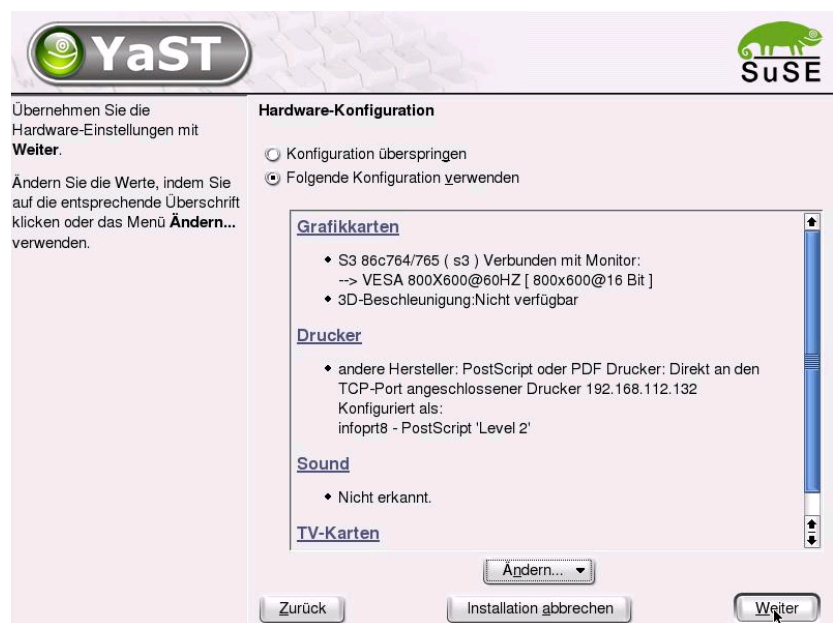 YaST
SuSE
Übernehmen Sie die
Hardware-Einstellungen mit
Weiter.
Ändern Sie die Werte, indem Sie
auf die entsprechende Überschrift
klicken oder das Menü Ändern...
verwenden.
Hardware-Konfiguration
Konfiguration überspringen
Folgende Konfiguration verwenden
Grafikkarten
S3 86c764/765 ( s3 ) Verbunden mit Monitor:
--> VESA 800X600@60HZ [ 800x600@16 Bit ]
3D-Beschleunigung:Nicht verfügbar
Drucker
andere Hersteller: PostScript oder PDF Drucker: Direkt an den
TCP-Port angeschlossener Drucker 192.168.112.132
Konfiguriert als:
infoprt8 - PostScript 'Level 2'
Sound
Nicht erkannt.
TV-Karten
Ändern...
Zurück
Installation abbrechen
Weiter